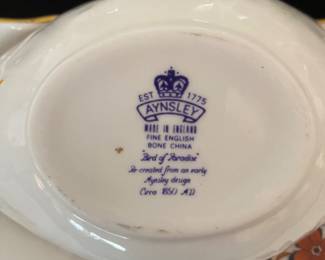 EST 1775
AYNSLEY
MADE IN ENGLAND
FINE ENGLISH
BONE CHINA
"Bird of Paradise"
Re-created from an early
Aynsley design
Circa 1850 AD